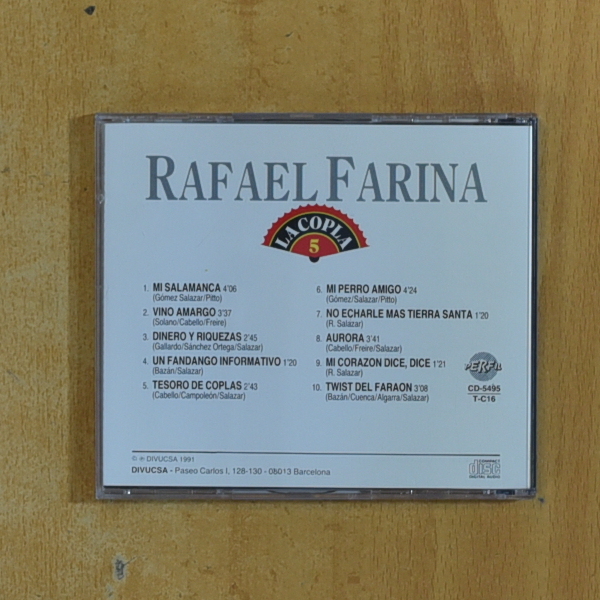 RAFAEL FARINA
LA COPLA
5
1. MI SALAMANCA 4'06
(Gómez Salazar/Pitto)
2. VINO AMARGO 3'37
(Solano/Cabello/Freire)
3. DINERO Y RIQUEZAS 2'45
(Gallardo/Sánchez Ortega/Salazar)
4. UN FANDANGO INFORMATIVO 1'20
(Bazán/Salazar)
5. TESORO DE COPLAS 2'43
(Cabello/Campoleón/Salazar)
6. MI PERRO AMIGO 4'24
(Gómez/Salazar/Pitto)
7. NO ECHARLE MAS TIERRA SANTA 1'20
(R. Salazar)
8. AURORA 3'41
(Cabello/Freire/Salazar)
9. MI CORAZON DICE, DICE 1'21
(R. Salazar)
10. TWIST DEL FARAON 3'08
(Bazán/Cuenca/Algarra/Salazar)
PERFIL
CD-5495
T-C16
© ℗ DIVUCSA 1991
DIVUCSA - Paseo Carlos I, 128-130 - 08013 Barcelona
COMPACT
disc
DIGITAL AUDIO